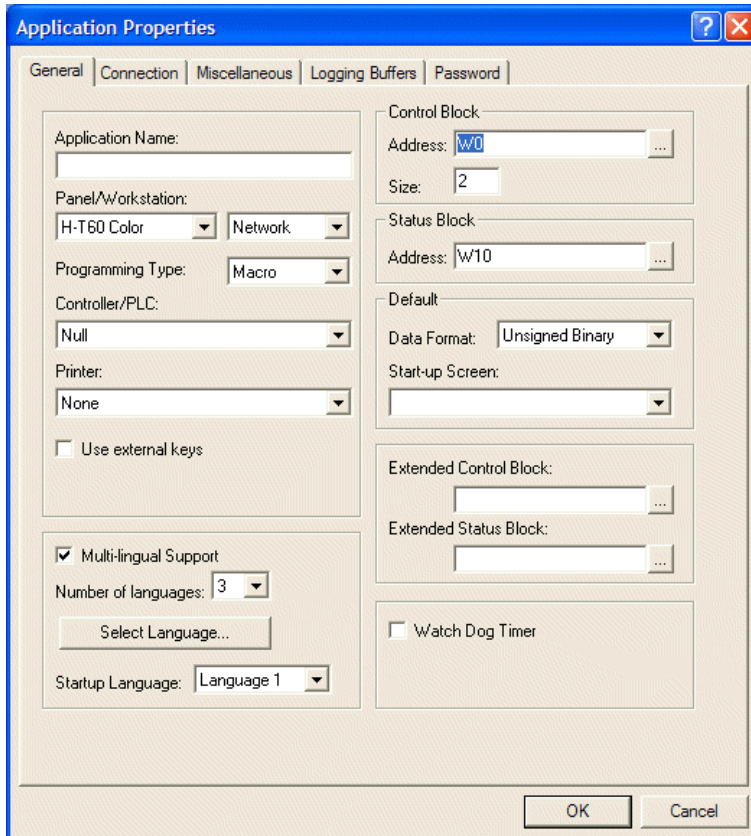 Application Properties
General Connection Miscellaneous Logging Buffers Password
Application Name:
Panel/Workstation:
H-T60 Color Network
Programming Type: Macro
Controller/PLC:
Null
Printer:
None
Use external keys
Multi-lingual Support
Number of languages: 3
Select Language...
Startup Language: Language 1
Control Block
Address: W0 ...
Size: 2
Status Block
Address: W10 ...
Default
Data Format: Unsigned Binary
Start-up Screen:
Extended Control Block:
...
Extended Status Block:
...
Watch Dog Timer
OK Cancel